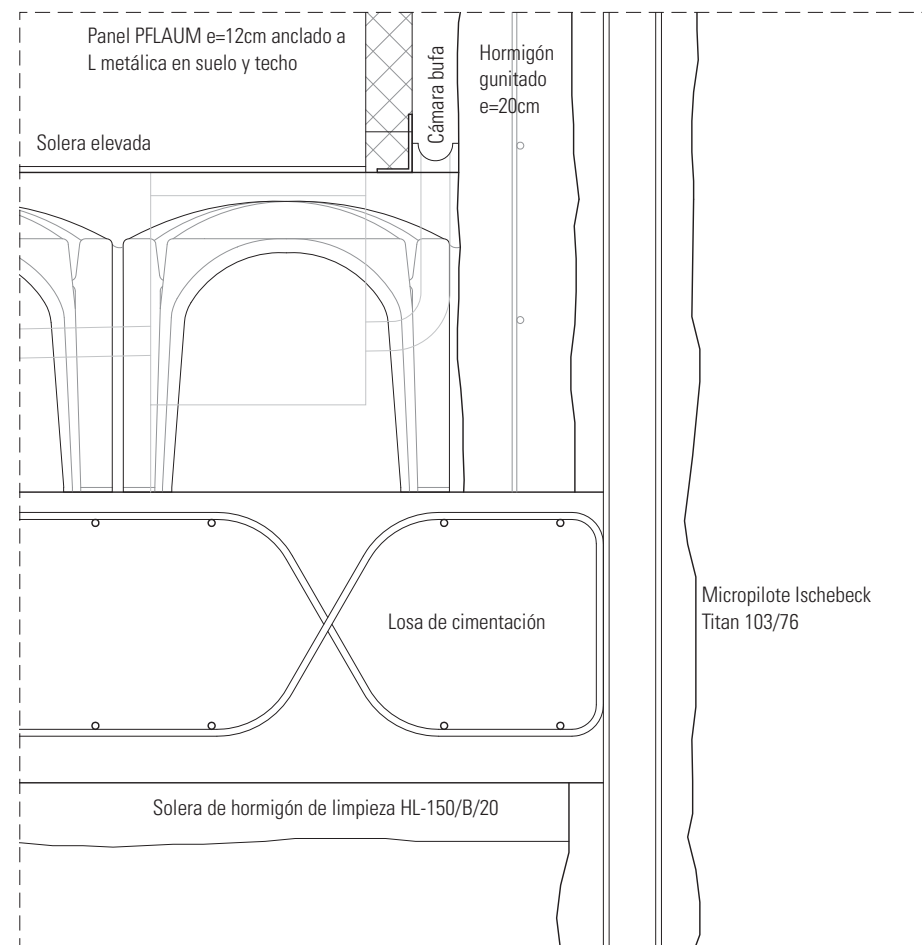 Panel PFLAUM e=12cm anclado a
L metálica en suelo y techo
Cámara bufa
Hormigón
gunitado
e=20cm
Solera elevada
Losa de cimentación
Micropilote Ischebeck
Titan 103/76
Solera de hormigón de limpieza HL-150/B/20